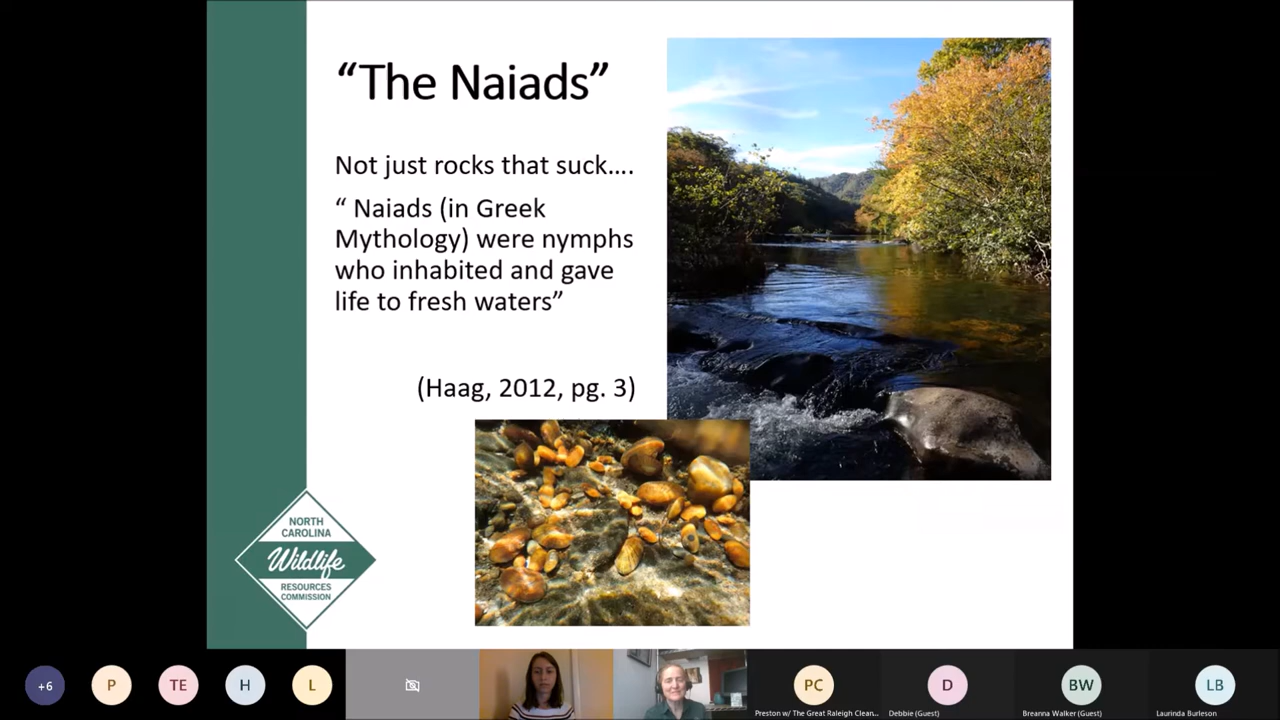 “The Naiads”
Not just rocks that suck....
“ Naiads (in Greek
Mythology) were nymphs
who inhabited and gave
life to fresh waters”
(Haag, 2012, pg. 3)
NORTH
CAROLINA
Wildlife
RESOURCES
COMMISSION
+6
P
TE
H
L
PC
D
BW
LB
Preston w/ The Great Raleigh Clean...
Debbie (Guest)
Breanna Walker (Guest)
Laurinda Burleson